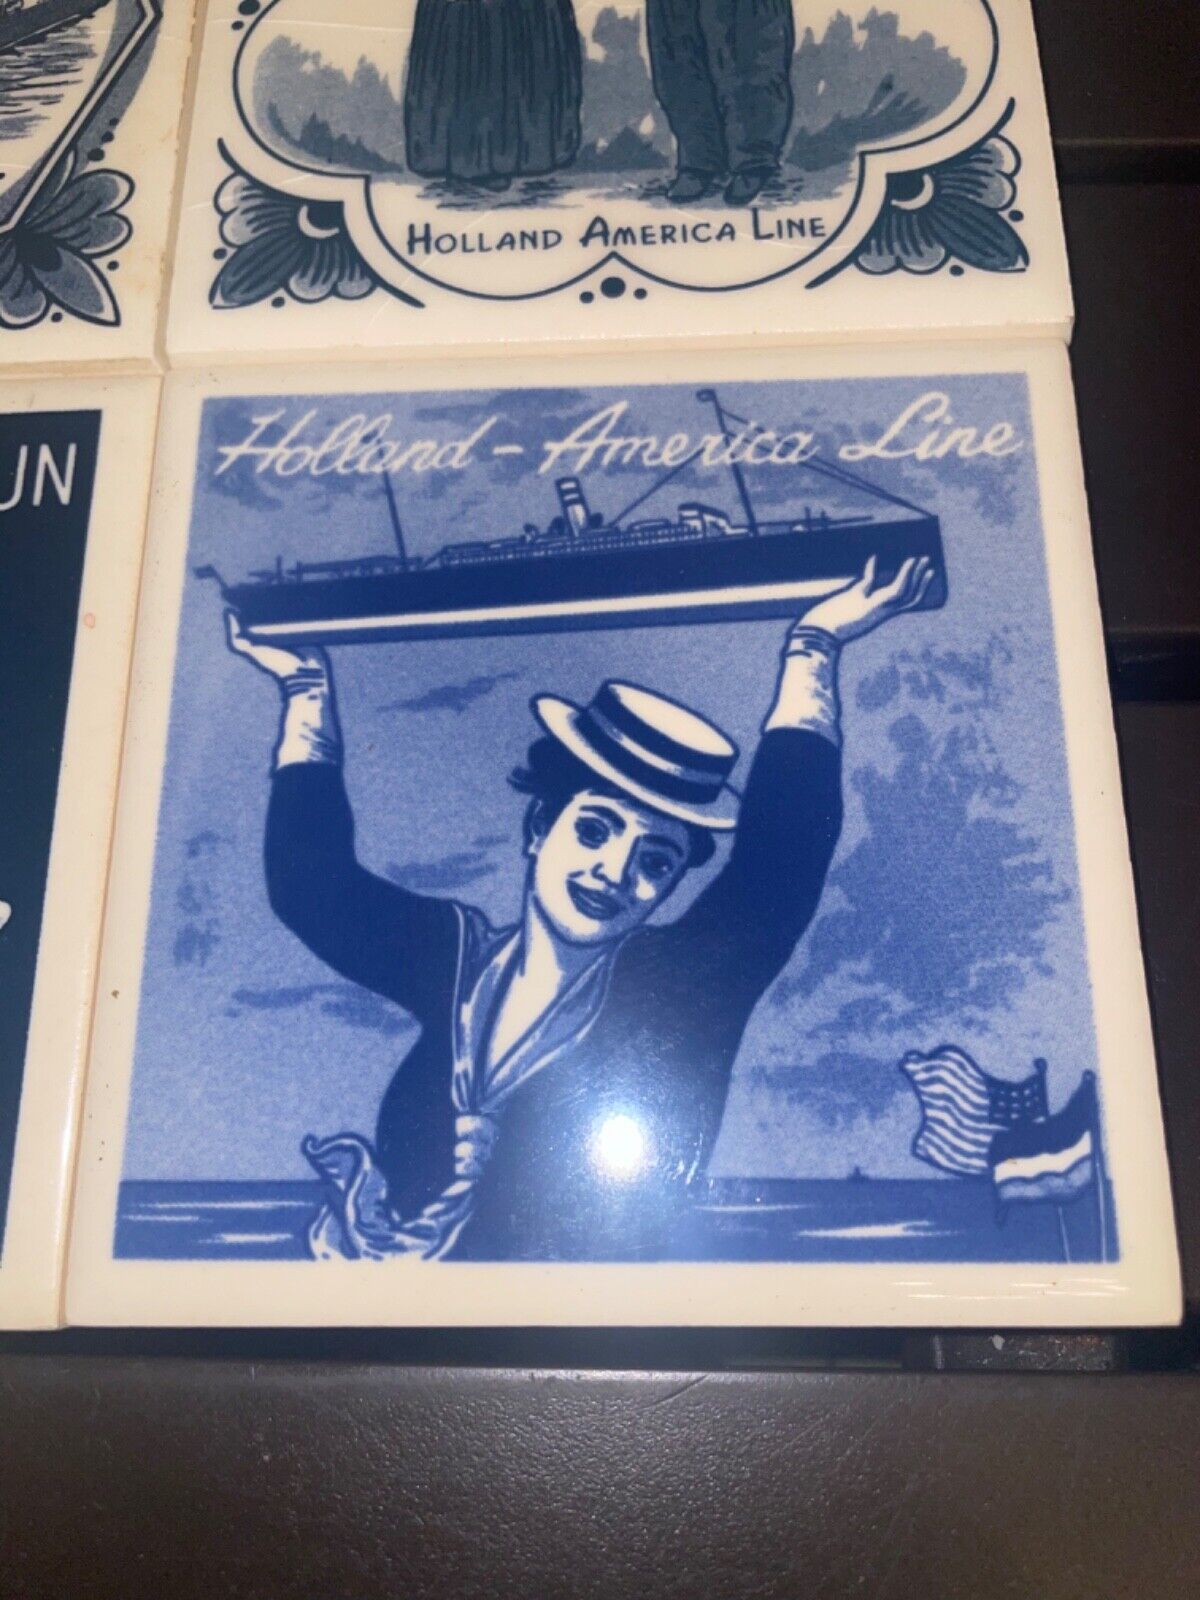 HOLLAND AMERICA LINE
UN
Holland - America Line